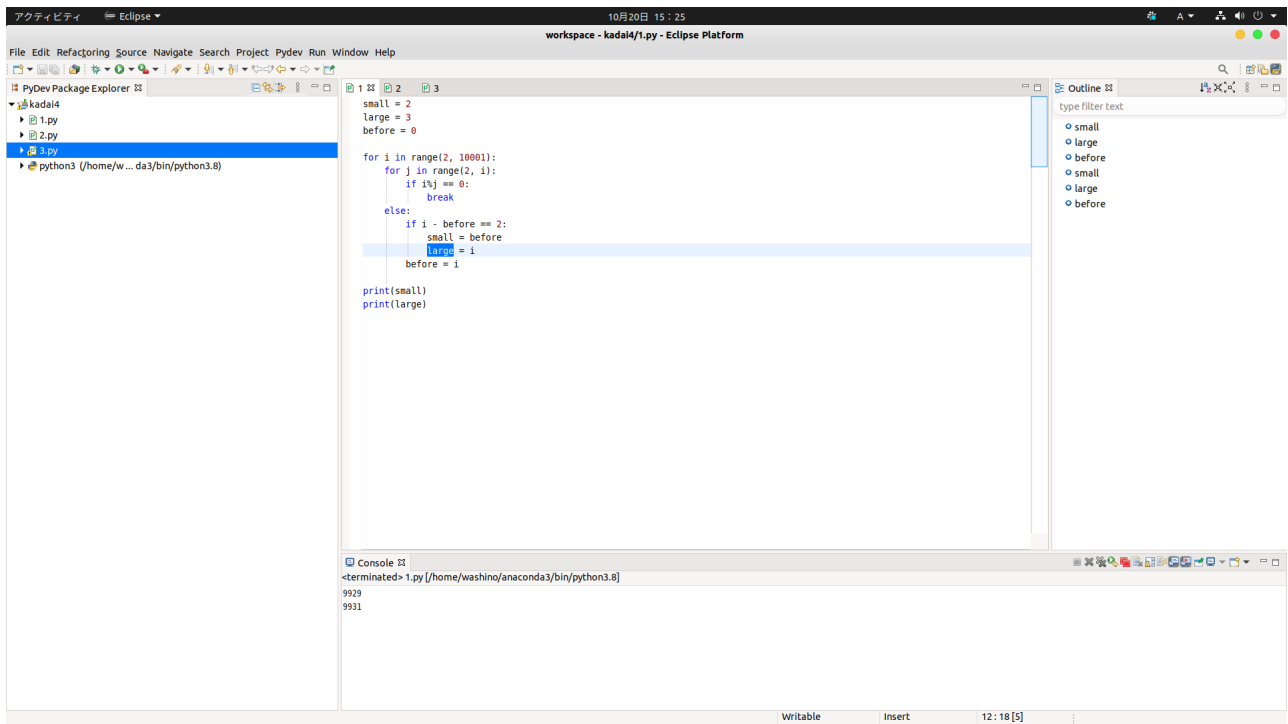 アクティビティ Eclipse 10月20日 15:25 A
workspace - kadai4/1.py - Eclipse Platform
File Edit Refactoring Source Navigate Search Project Pydev Run Window Help
PyDev Package Explorer
kadai4
1.py
2.py
3.py
python3 (/home/w ... da3/bin/python3.8)
1 2 3
small = 2
large = 3
before = 0
for i in range(2, 10001):
    for j in range(2, i):
        if i%j == 0:
            break
    else:
        if i - before == 2:
            small = before
            large = i
        before = i
print(small)
print(large)
Outline
type filter text
small
large
before
small
large
before
Console
<terminated> 1.py [/home/washino/anaconda3/bin/python3.8]
9929
9931
Writable Insert 12 : 18 [5]